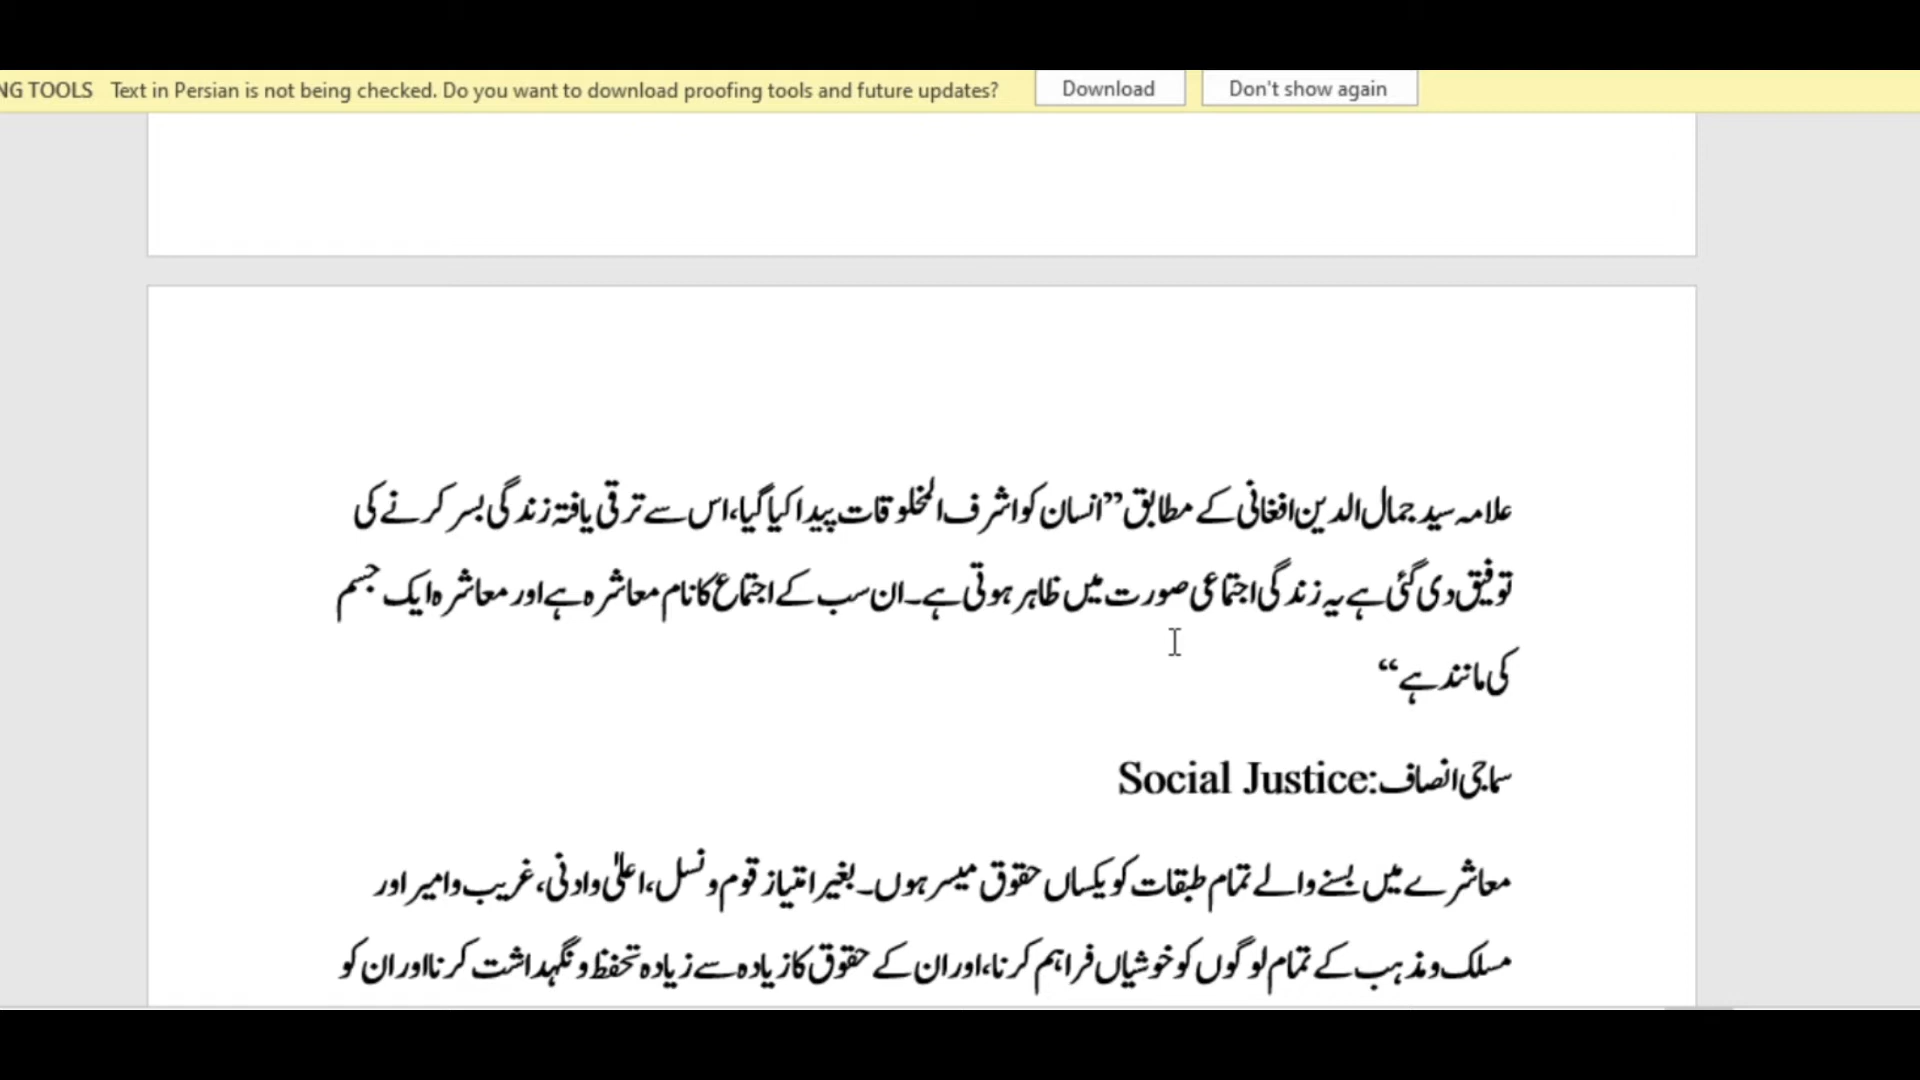 NG TOOLS Text in Persian is not being checked. Do you want to download proofing tools and future updates? Download Don't show again
علامہ سید جمال الدین افغانی کے مطابق ”انسان کو اشرف المخلوقات پیدا کیا گیا،اس سے ترقی یافتہ زندگی بسر کرنے کی
توفیق دی گئی ہے یہ زندگی اجتماعی صورت میں ظاہر ہوتی ہے۔ ان سب کے اجتماع کا نام معاشرہ ہے اور معاشرہ ایک جسم
کی مانند ہے “
سماجی انصاف:Social Justice
معاشرے میں بسنے والے تمام طبقات کو یکساں حقوق میسر ہوں۔ بغیر امتیاز قوم و نسل،اعلیٰ وادنی،غریب وامیر اور
مسلک و مذہب کے تمام لوگوں کو خوشیاں فراہم کرنا،اور ان کے حقوق کا زیادہ سے زیادہ تحفظ و نگہداشت کرنا اور ان کو